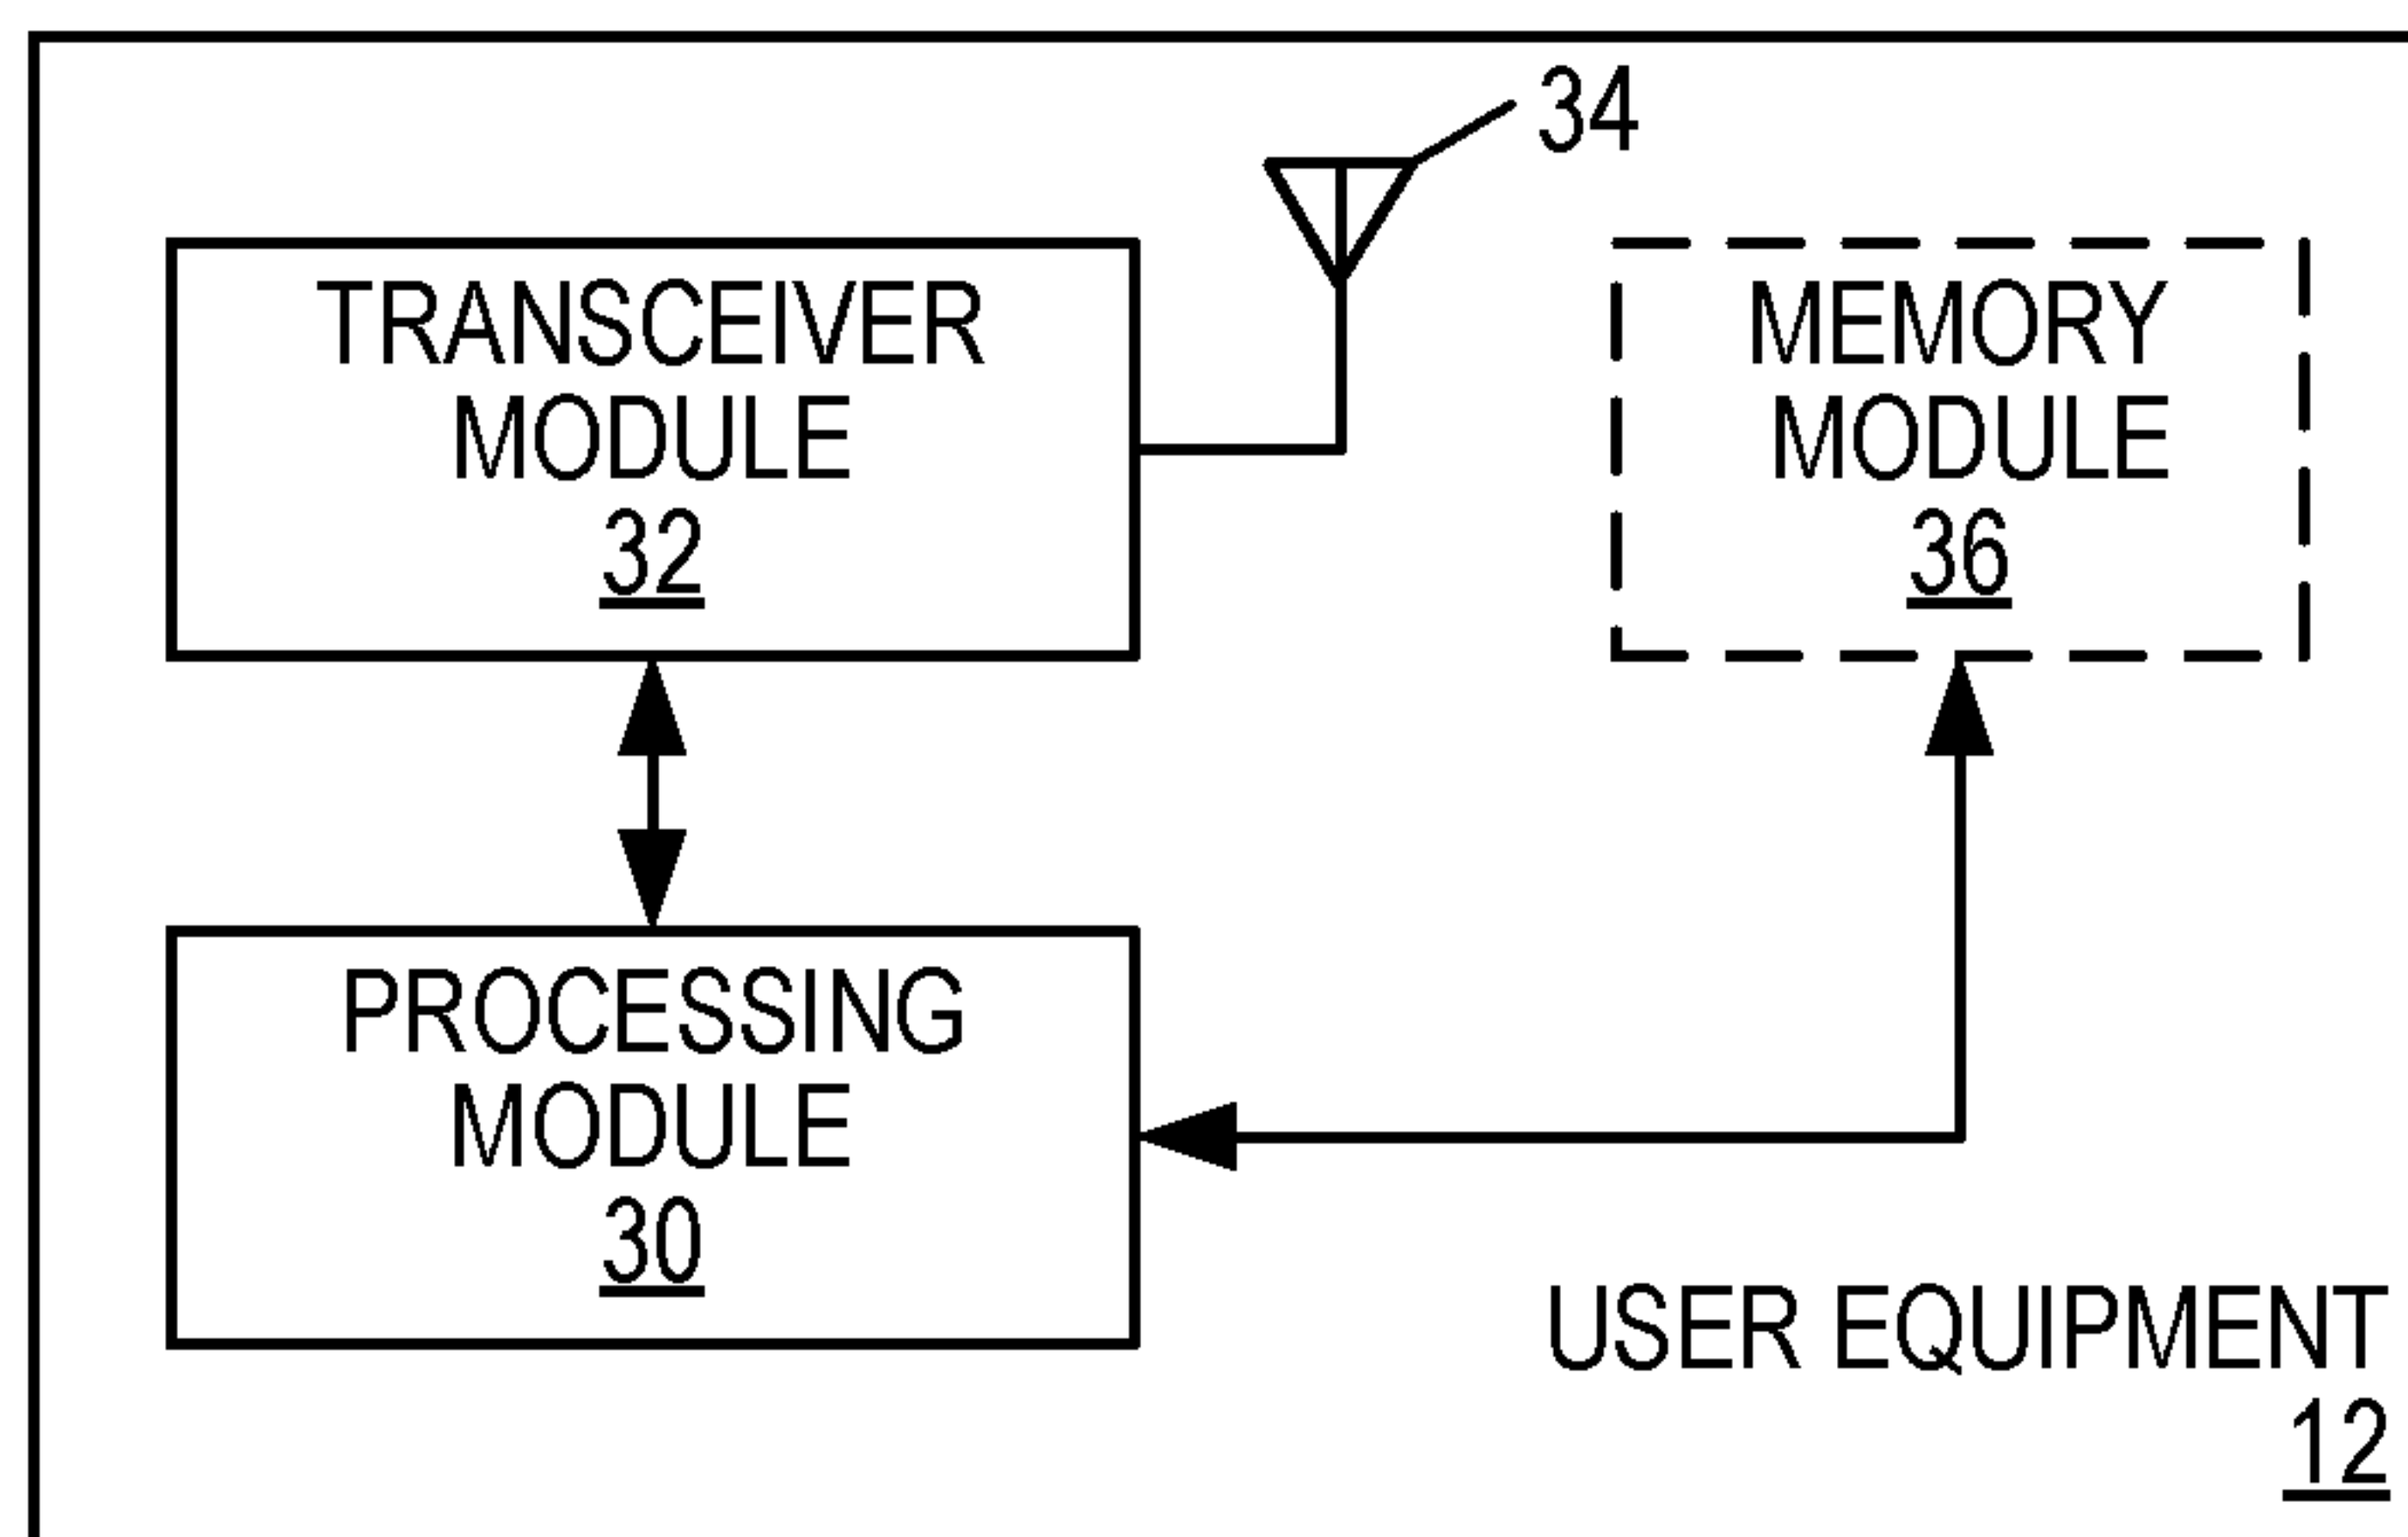 34
TRANSCEIVER
MODULE
32
MEMORY
MODULE
36
PROCESSING
MODULE
30
USER EQUIPMENT
12